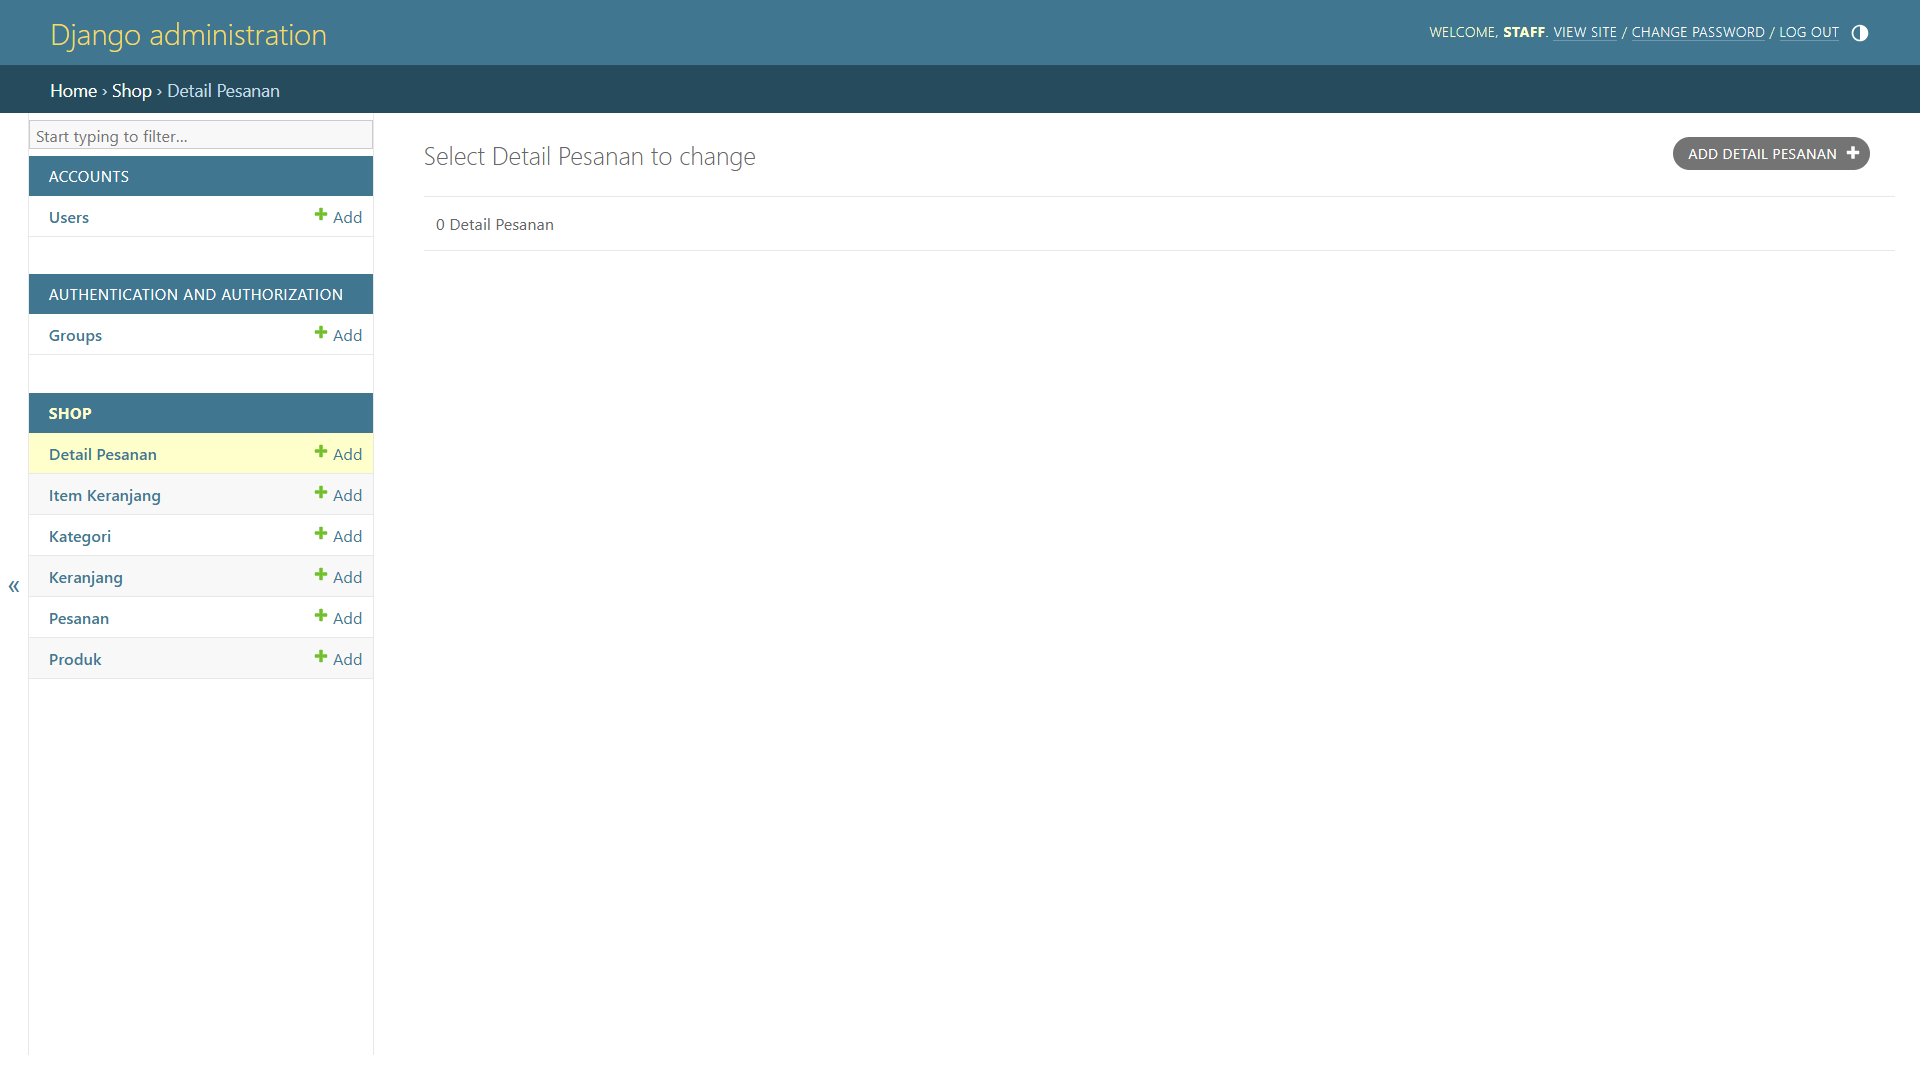 Django administration
WELCOME, STAFF. VIEW SITE / CHANGE PASSWORD / LOG OUT
Home › Shop › Detail Pesanan
Start typing to filter...
ACCOUNTS
Users Add
AUTHENTICATION AND AUTHORIZATION
Groups Add
SHOP
Detail Pesanan Add
Item Keranjang Add
Kategori Add
Keranjang Add
Pesanan Add
Produk Add
«
Select Detail Pesanan to change
ADD DETAIL PESANAN
0 Detail Pesanan